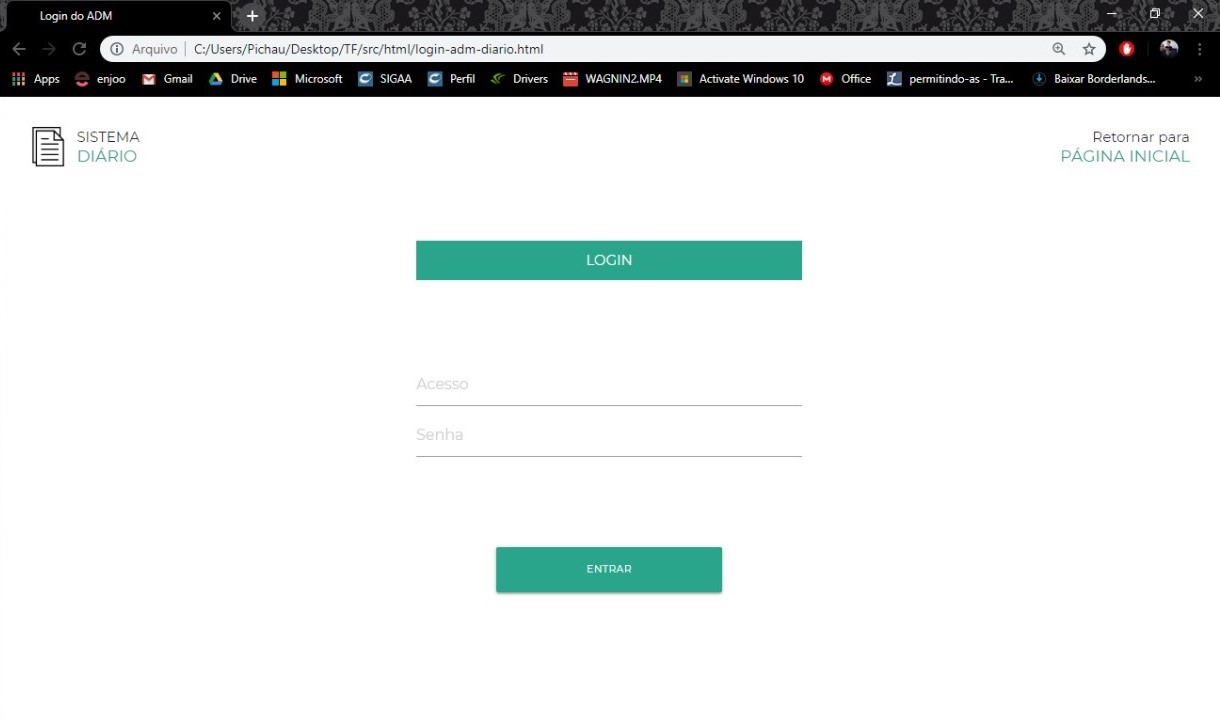 Login do ADM
Arquivo C:/Users/Pichau/Desktop/TF/src/html/login-adm-diario.html
Apps enjoo Gmail Drive Microsoft SIGAA Perfil Drivers WAGNIN2.MP4 Activate Windows 10 Office permitindo-as - Tra... Baixar Borderlands...
SISTEMA
DIÁRIO
Retornar para
PÁGINA INICIAL
LOGIN
Acesso
Senha
ENTRAR